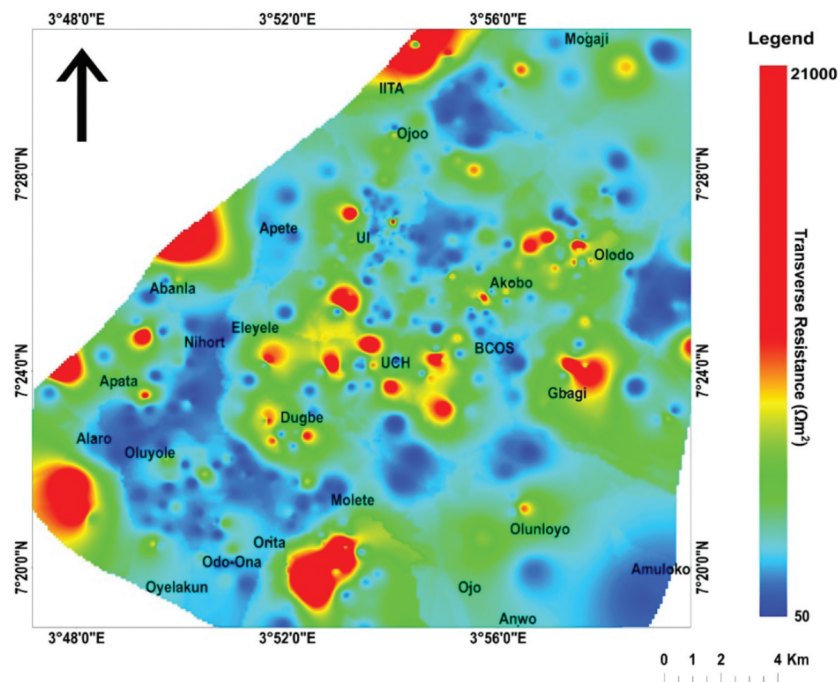 3°48'0"E 3°52'0"E 3°56'0"E
Mogaji
Legend
21000
IITA
Ojoo
7°28'0"N 7°28'0"N
Apete
UI
Olodo
Abanla
Akobo
Eleyele
Nihort
BCOS
UCH
7°24'0"N 7°24'0"N
Apata
Gbagi
Dugbe
Alaro
Oluyole
Molete
Olunloyo
Orita
Odo-Ona
Amuloko
7°20'0"N 7°20'0"N
Oyelakun
Ojo
Anwo
Transverse Resistance (Ωm²)
50
3°48'0"E 3°52'0"E 3°56'0"E
0 1 2 4 Km